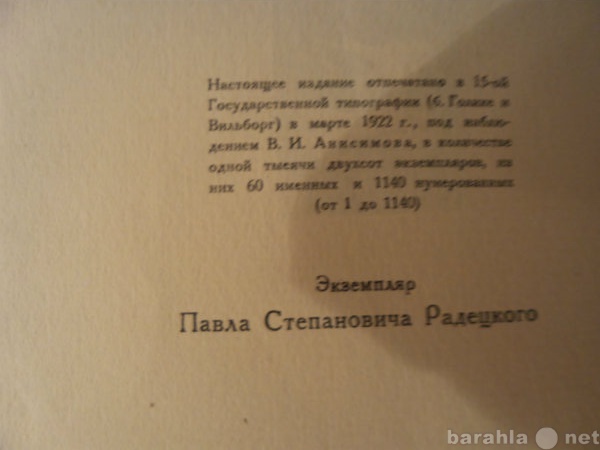 Настоящее издание отпечатано в 15-ой
Государственной типографии (б. Голике и
Вильборг) в марте 1922 г., под наблю-
дением В. И. Анисимова, в количестве
одной тысячи двухсот экземпляров, из
них 60 именных и 1140 нумерованных
(от 1 до 1140)
Экземпляр
Павла Степановича Радецкого
barahla.net